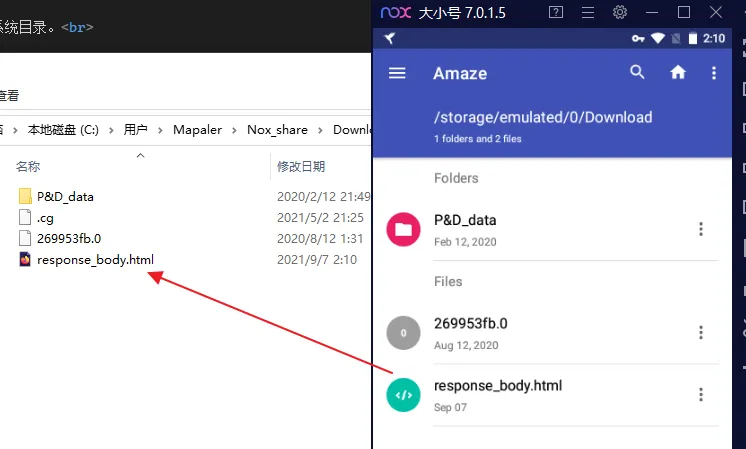 系统目录。<br>
查看
本地磁盘 (C:) > 用户 > Mapaler > Nox_share > Downl
名称
修改日期
P&D_data
2020/2/12 21:49
.cg
2021/5/2 21:25
269953fb.0
2020/8/12 1:31
response_body.html
2021/9/7 2:10
nox 大小号 7.0.1.5
2:10
Amaze
/storage/emulated/0/Download
1 folders and 2 files
Folders
P&D_data
Feb 12, 2020
Files
0
269953fb.0
Aug 12, 2020
response_body.html
Sep 07